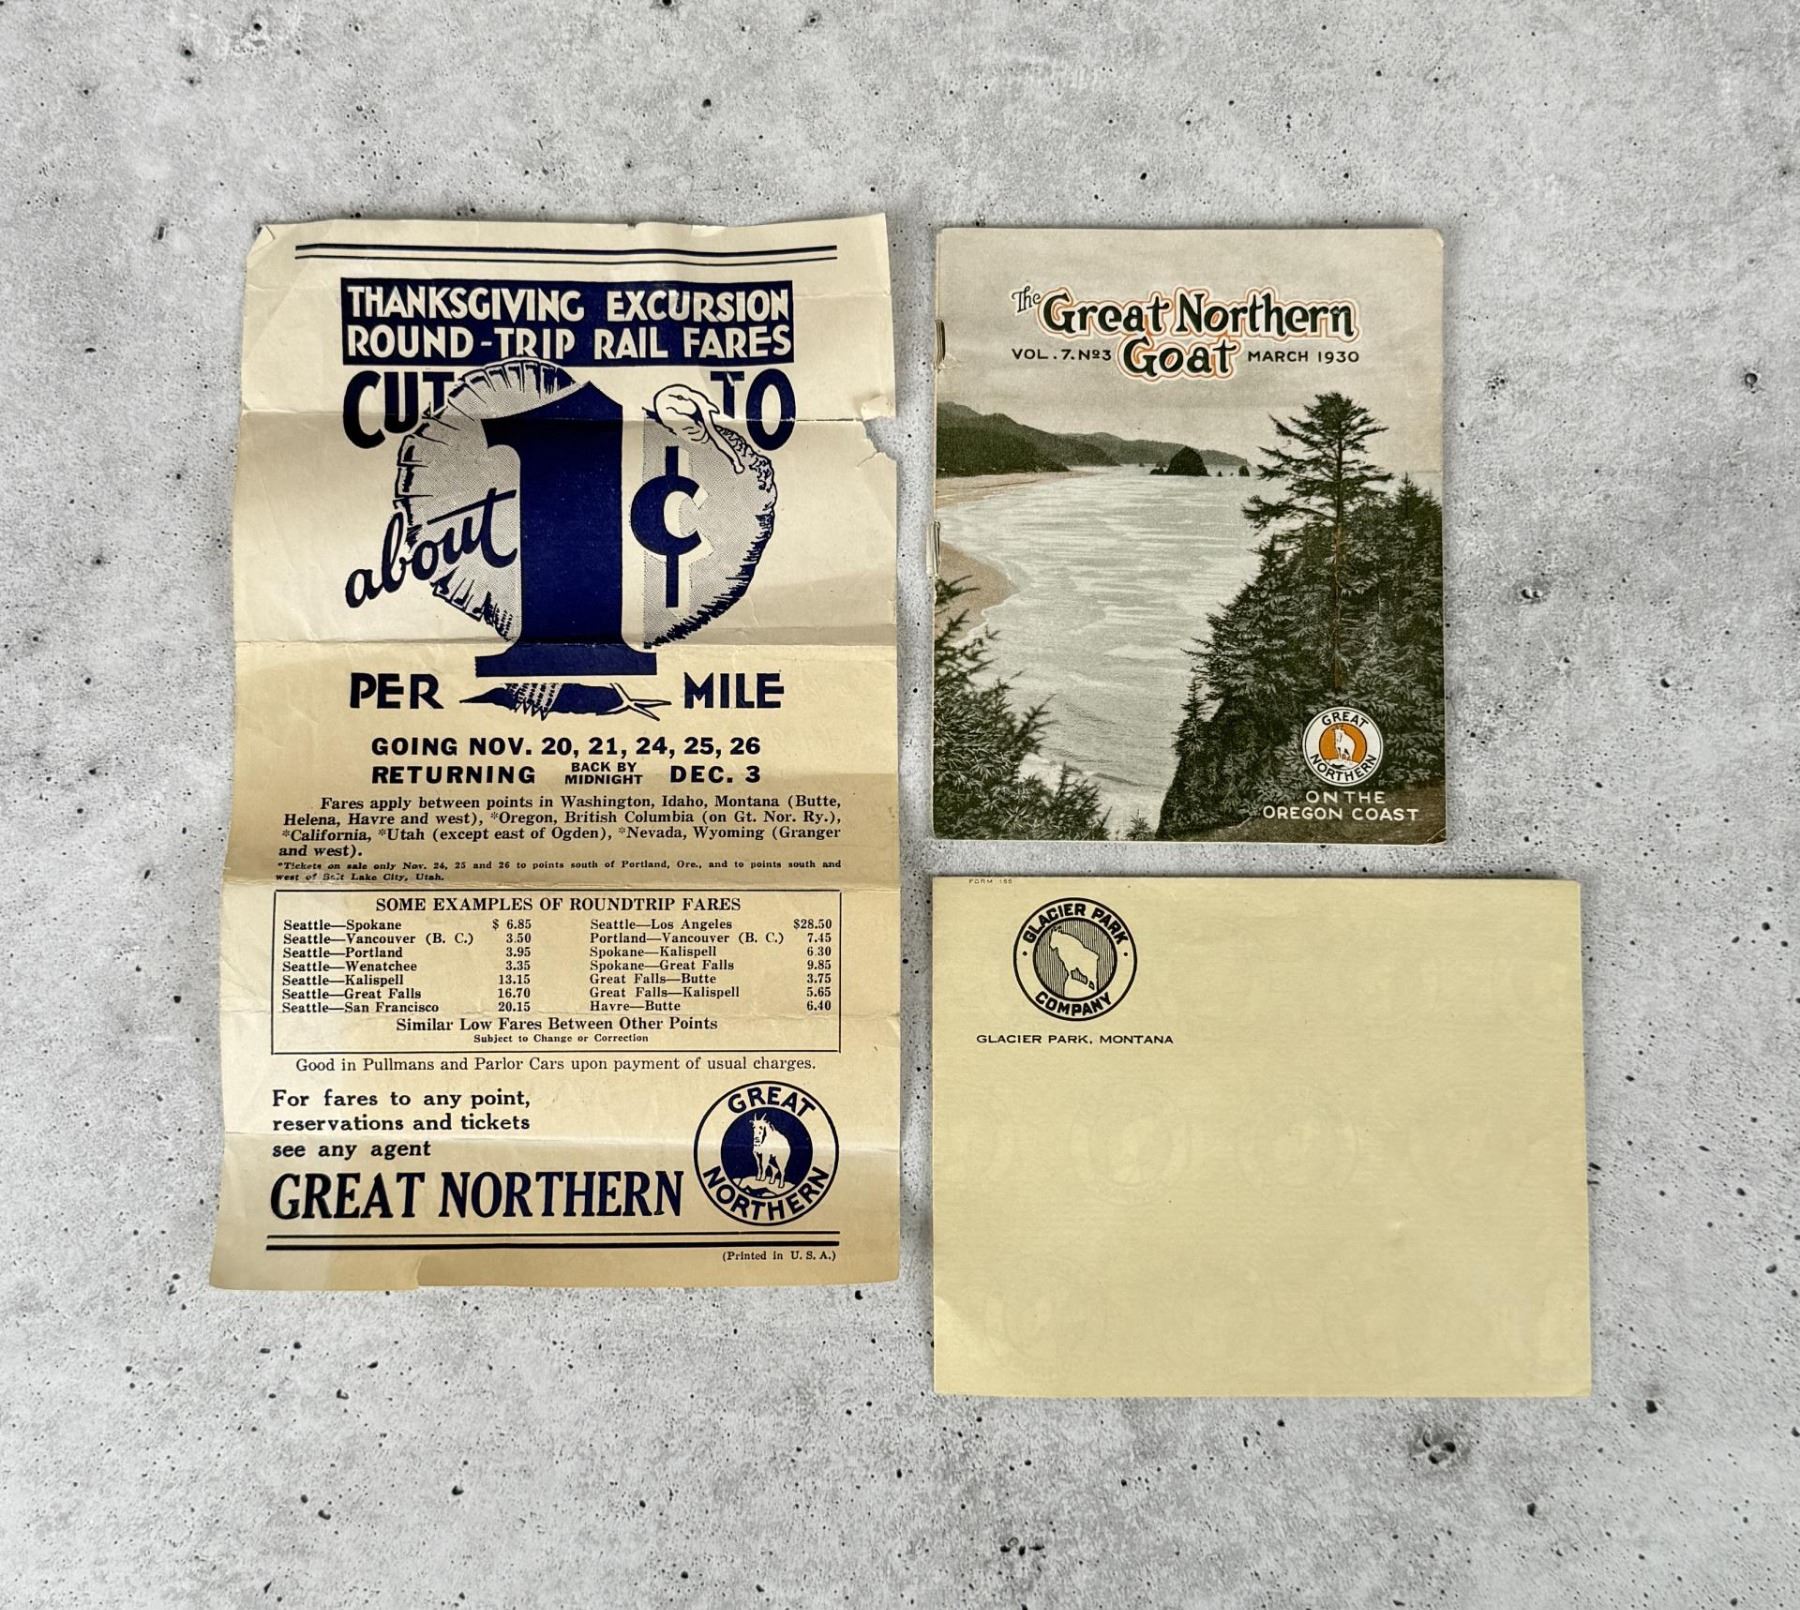 THANKSGIVING EXCURSION
ROUND-TRIP RAIL FARES
CUT TO
about 1¢
PER MILE
GOING NOV. 20, 21, 24, 25, 26
RETURNING BACK BY MIDNIGHT DEC. 3
Fares apply between points in Washington, Idaho, Montana (Butte,
Helena, Havre and west), *Oregon, British Columbia (on Gt. Nor. Ry.),
*California, *Utah (except east of Ogden), *Nevada, Wyoming (Granger
and west).
*Tickets on sale only Nov. 24, 25 and 26 to points south of Portland, Ore., and to points south and
west of Salt Lake City, Utah.
SOME EXAMPLES OF ROUNDTRIP FARES
Seattle—Spokane $ 6.85 Seattle—Los Angeles $28.50
Seattle—Vancouver (B. C.) 3.50 Portland—Vancouver (B. C.) 7.45
Seattle—Portland 3.95 Spokane—Kalispell 6.30
Seattle—Wenatchee 3.35 Spokane—Great Falls 9.85
Seattle—Kalispell 13.15 Great Falls—Butte 3.75
Seattle—Great Falls 16.70 Great Falls—Kalispell 5.65
Seattle—San Francisco 20.15 Havre—Butte 6.40
Similar Low Fares Between Other Points
Subject to Change or Correction
Good in Pullmans and Parlor Cars upon payment of usual charges.
For fares to any point,
reservations and tickets
see any agent
GREAT NORTHERN
GREAT
NORTHERN
(Printed in U. S. A.)
The Great Northern
Goat
VOL. 7. Nº3 MARCH 1930
GREAT
NORTHERN
ON THE
OREGON COAST
FORM 155
GLACIER PARK
COMPANY
GLACIER PARK, MONTANA